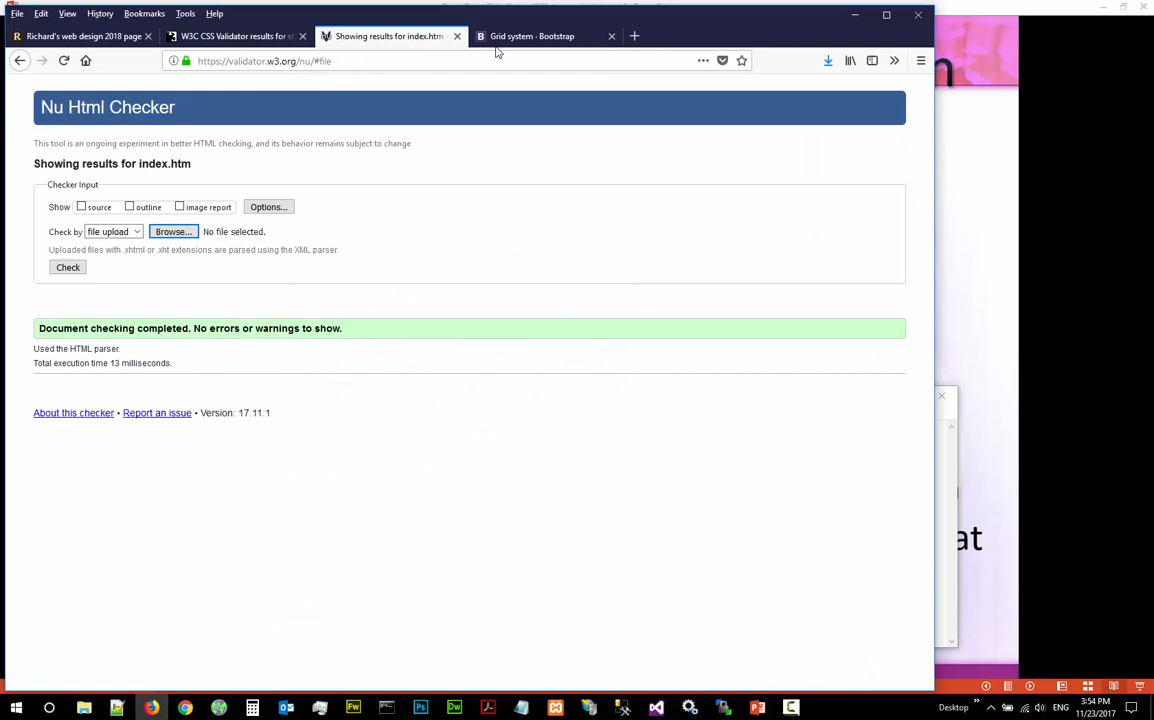 File Edit View History Bookmarks Tools Help
Richard's web design 2018 page
W3C CSS Validator results for st
Showing results for index.htm -
B Grid system · Bootstrap
https://validator.w3.org/nu/#file
Nu Html Checker
This tool is an ongoing experiment in better HTML checking, and its behavior remains subject to change
Showing results for index.htm
Checker Input
Show source outline image report Options...
Check by file upload Browse... No file selected.
Uploaded files with .xhtml or .xht extensions are parsed using the XML parser.
Check
Document checking completed. No errors or warnings to show.
Used the HTML parser.
Total execution time 13 milliseconds.
About this checker • Report an issue • Version: 17.11.1
at
Desktop
ENG
3:54 PM
11/23/2017